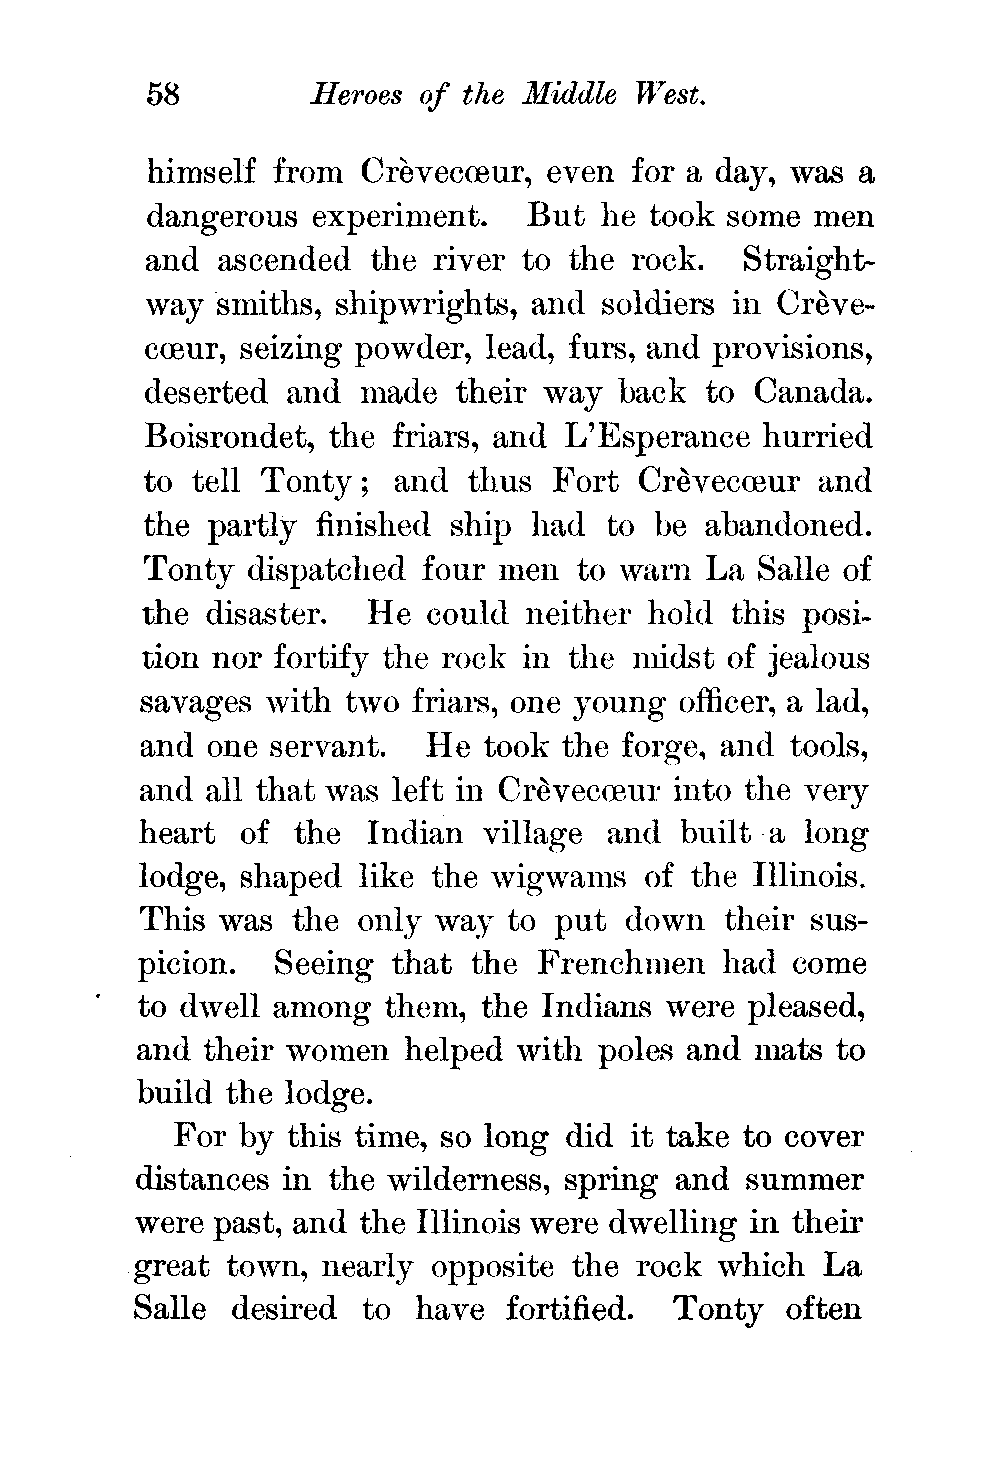 58 Heroes of the Middle West.
himself from Crèvecœur, even for a day, was a
dangerous experiment. But he took some men
and ascended the river to the rock. Straight-
way smiths, shipwrights, and soldiers in Crève-
cœur, seizing powder, lead, furs, and provisions,
deserted and made their way back to Canada.
Boisrondet, the friars, and L'Esperance hurried
to tell Tonty; and thus Fort Crèvecœur and
the partly finished ship had to be abandoned.
Tonty dispatched four men to warn La Salle of
the disaster. He could neither hold this posi-
tion nor fortify the rock in the midst of jealous
savages with two friars, one young officer, a lad,
and one servant. He took the forge, and tools,
and all that was left in Crèvecœur into the very
heart of the Indian village and built a long
lodge, shaped like the wigwams of the Illinois.
This was the only way to put down their sus-
picion. Seeing that the Frenchmen had come
to dwell among them, the Indians were pleased,
and their women helped with poles and mats to
build the lodge.
For by this time, so long did it take to cover
distances in the wilderness, spring and summer
were past, and the Illinois were dwelling in their
great town, nearly opposite the rock which La
Salle desired to have fortified. Tonty often